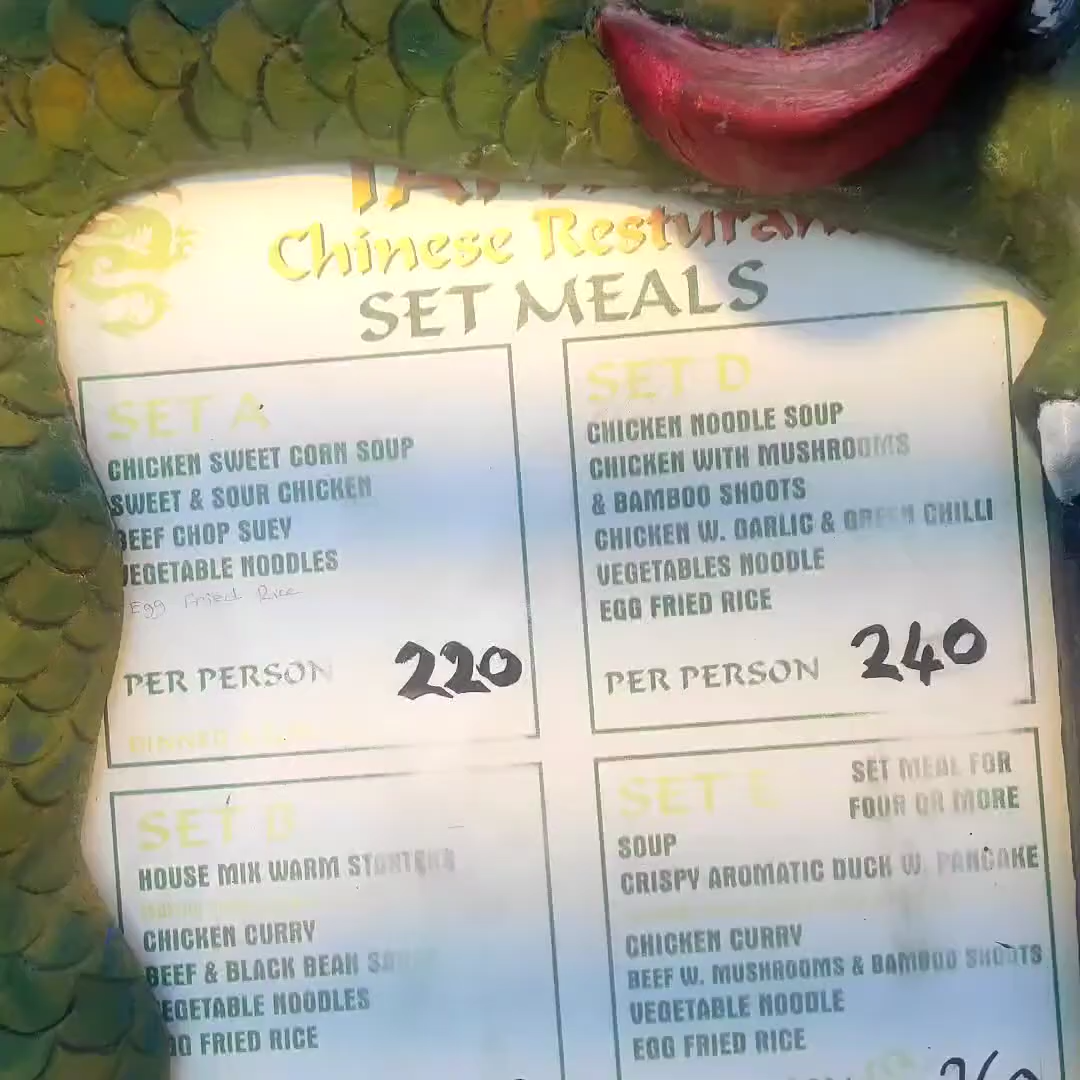 Chinese Resturant
SET MEALS
SET A
CHICKEN SWEET CORN SOUP
SWEET & SOUR CHICKEN
BEEF CHOP SUEY
VEGETABLE NOODLES
Egg Fried Rice
PER PERSON 220
SET D
CHICKEN NOODLE SOUP
CHICKEN WITH MUSHROOMS
& BAMBOO SHOOTS
CHICKEN W. GARLIC & GREEN CHILLI
VEGETABLES NOODLE
EGG FRIED RICE
PER PERSON 240
SET B
HOUSE MIX WARM
CHICKEN CURRY
BEEF & BLACK BEAN
VEGETABLE NOODLES
EGG FRIED RICE
SET E
SET MEAL FOR
FOUR OR MORE
SOUP
CRISPY AROMATIC DUCK W. PANCAKE
CHICKEN CURRY
BEEF W. MUSHROOMS & BAMBOO SHOOTS
VEGETABLE NOODLE
EGG FRIED RICE